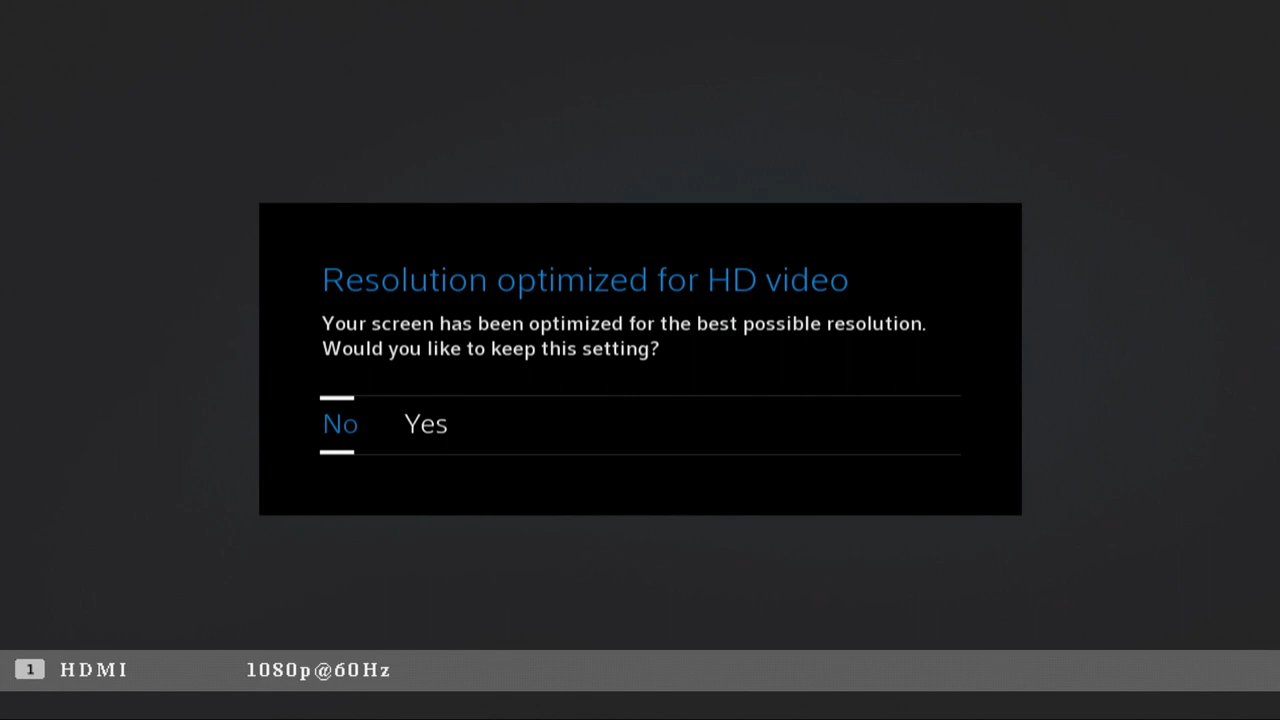 Resolution optimized for HD video
Your screen has been optimized for the best possible resolution.
Would you like to keep this setting?
No Yes
1 HDMI 1080p@60Hz